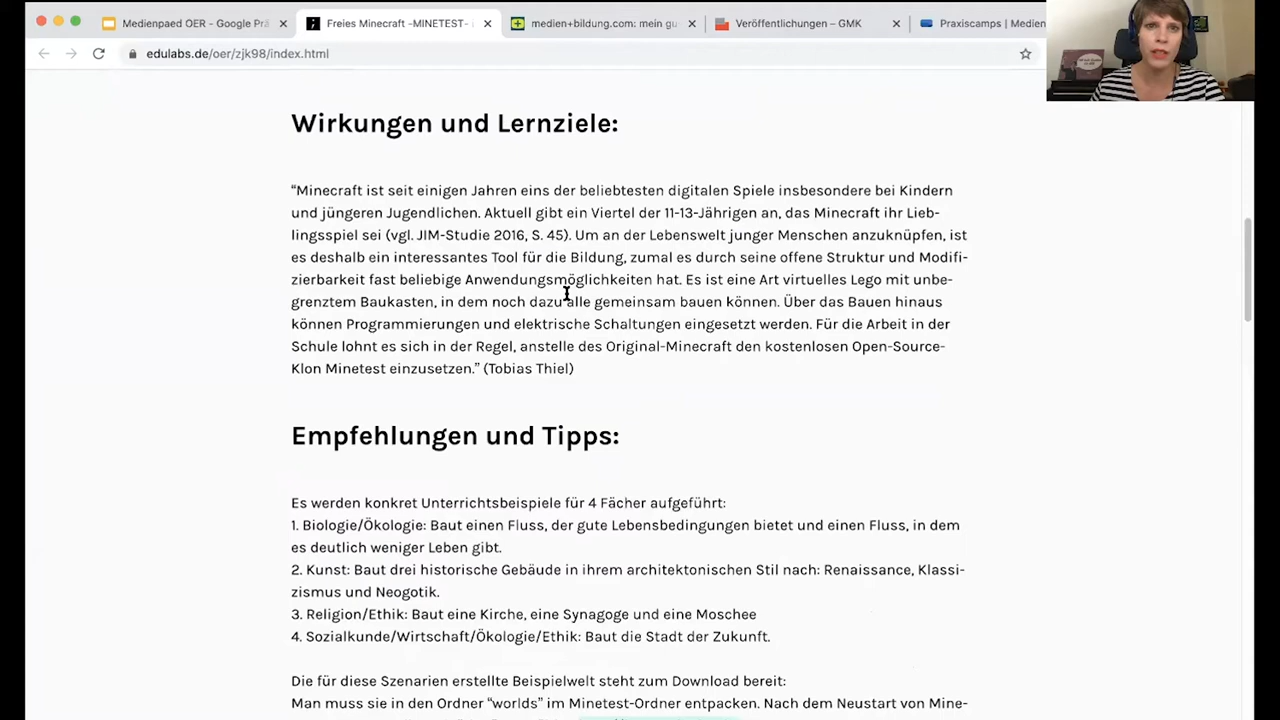 Medienpaed OER - Google Prä
Freies Minecraft -MINETEST-
medien+bildung.com: mein gu
Veröffentlichungen – GMK
Praxiscamps | Medien
edulabs.de/oer/zjk98/index.html
Wirkungen und Lernziele:
“Minecraft ist seit einigen Jahren eins der beliebtesten digitalen Spiele insbesondere bei Kindern
und jüngeren Jugendlichen. Aktuell gibt ein Viertel der 11-13-Jährigen an, das Minecraft ihr Lieb-
lingsspiel sei (vgl. JIM-Studie 2016, S. 45). Um an der Lebenswelt junger Menschen anzuknüpfen, ist
es deshalb ein interessantes Tool für die Bildung, zumal es durch seine offene Struktur und Modifi-
zierbarkeit fast beliebige Anwendungsmöglichkeiten hat. Es ist eine Art virtuelles Lego mit unbe-
grenztem Baukasten, in dem noch dazu alle gemeinsam bauen können. Über das Bauen hinaus
können Programmierungen und elektrische Schaltungen eingesetzt werden. Für die Arbeit in der
Schule lohnt es sich in der Regel, anstelle des Original-Minecraft den kostenlosen Open-Source-
Klon Minetest einzusetzen.” (Tobias Thiel)
Empfehlungen und Tipps:
Es werden konkret Unterrichtsbeispiele für 4 Fächer aufgeführt:
1. Biologie/Ökologie: Baut einen Fluss, der gute Lebensbedingungen bietet und einen Fluss, in dem
es deutlich weniger Leben gibt.
2. Kunst: Baut drei historische Gebäude in ihrem architektonischen Stil nach: Renaissance, Klassi-
zismus und Neogotik.
3. Religion/Ethik: Baut eine Kirche, eine Synagoge und eine Moschee
4. Sozialkunde/Wirtschaft/Ökologie/Ethik: Baut die Stadt der Zukunft.
Die für diese Szenarien erstellte Beispielwelt steht zum Download bereit:
Man muss sie in den Ordner “worlds” im Minetest-Ordner entpacken. Nach dem Neustart von Mine-